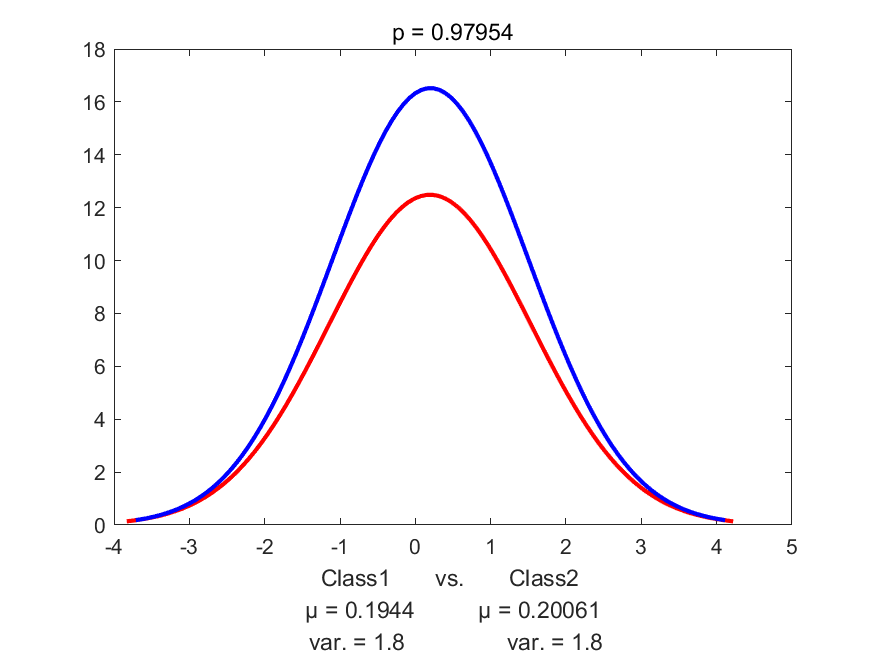 p = 0.97954
18
16
14
12
10
8
6
4
2
0
-4 -3 -2 -1 0 1 2 3 4 5
Class1 vs. Class2
μ = 0.1944 μ = 0.20061
var. = 1.8 var. = 1.8